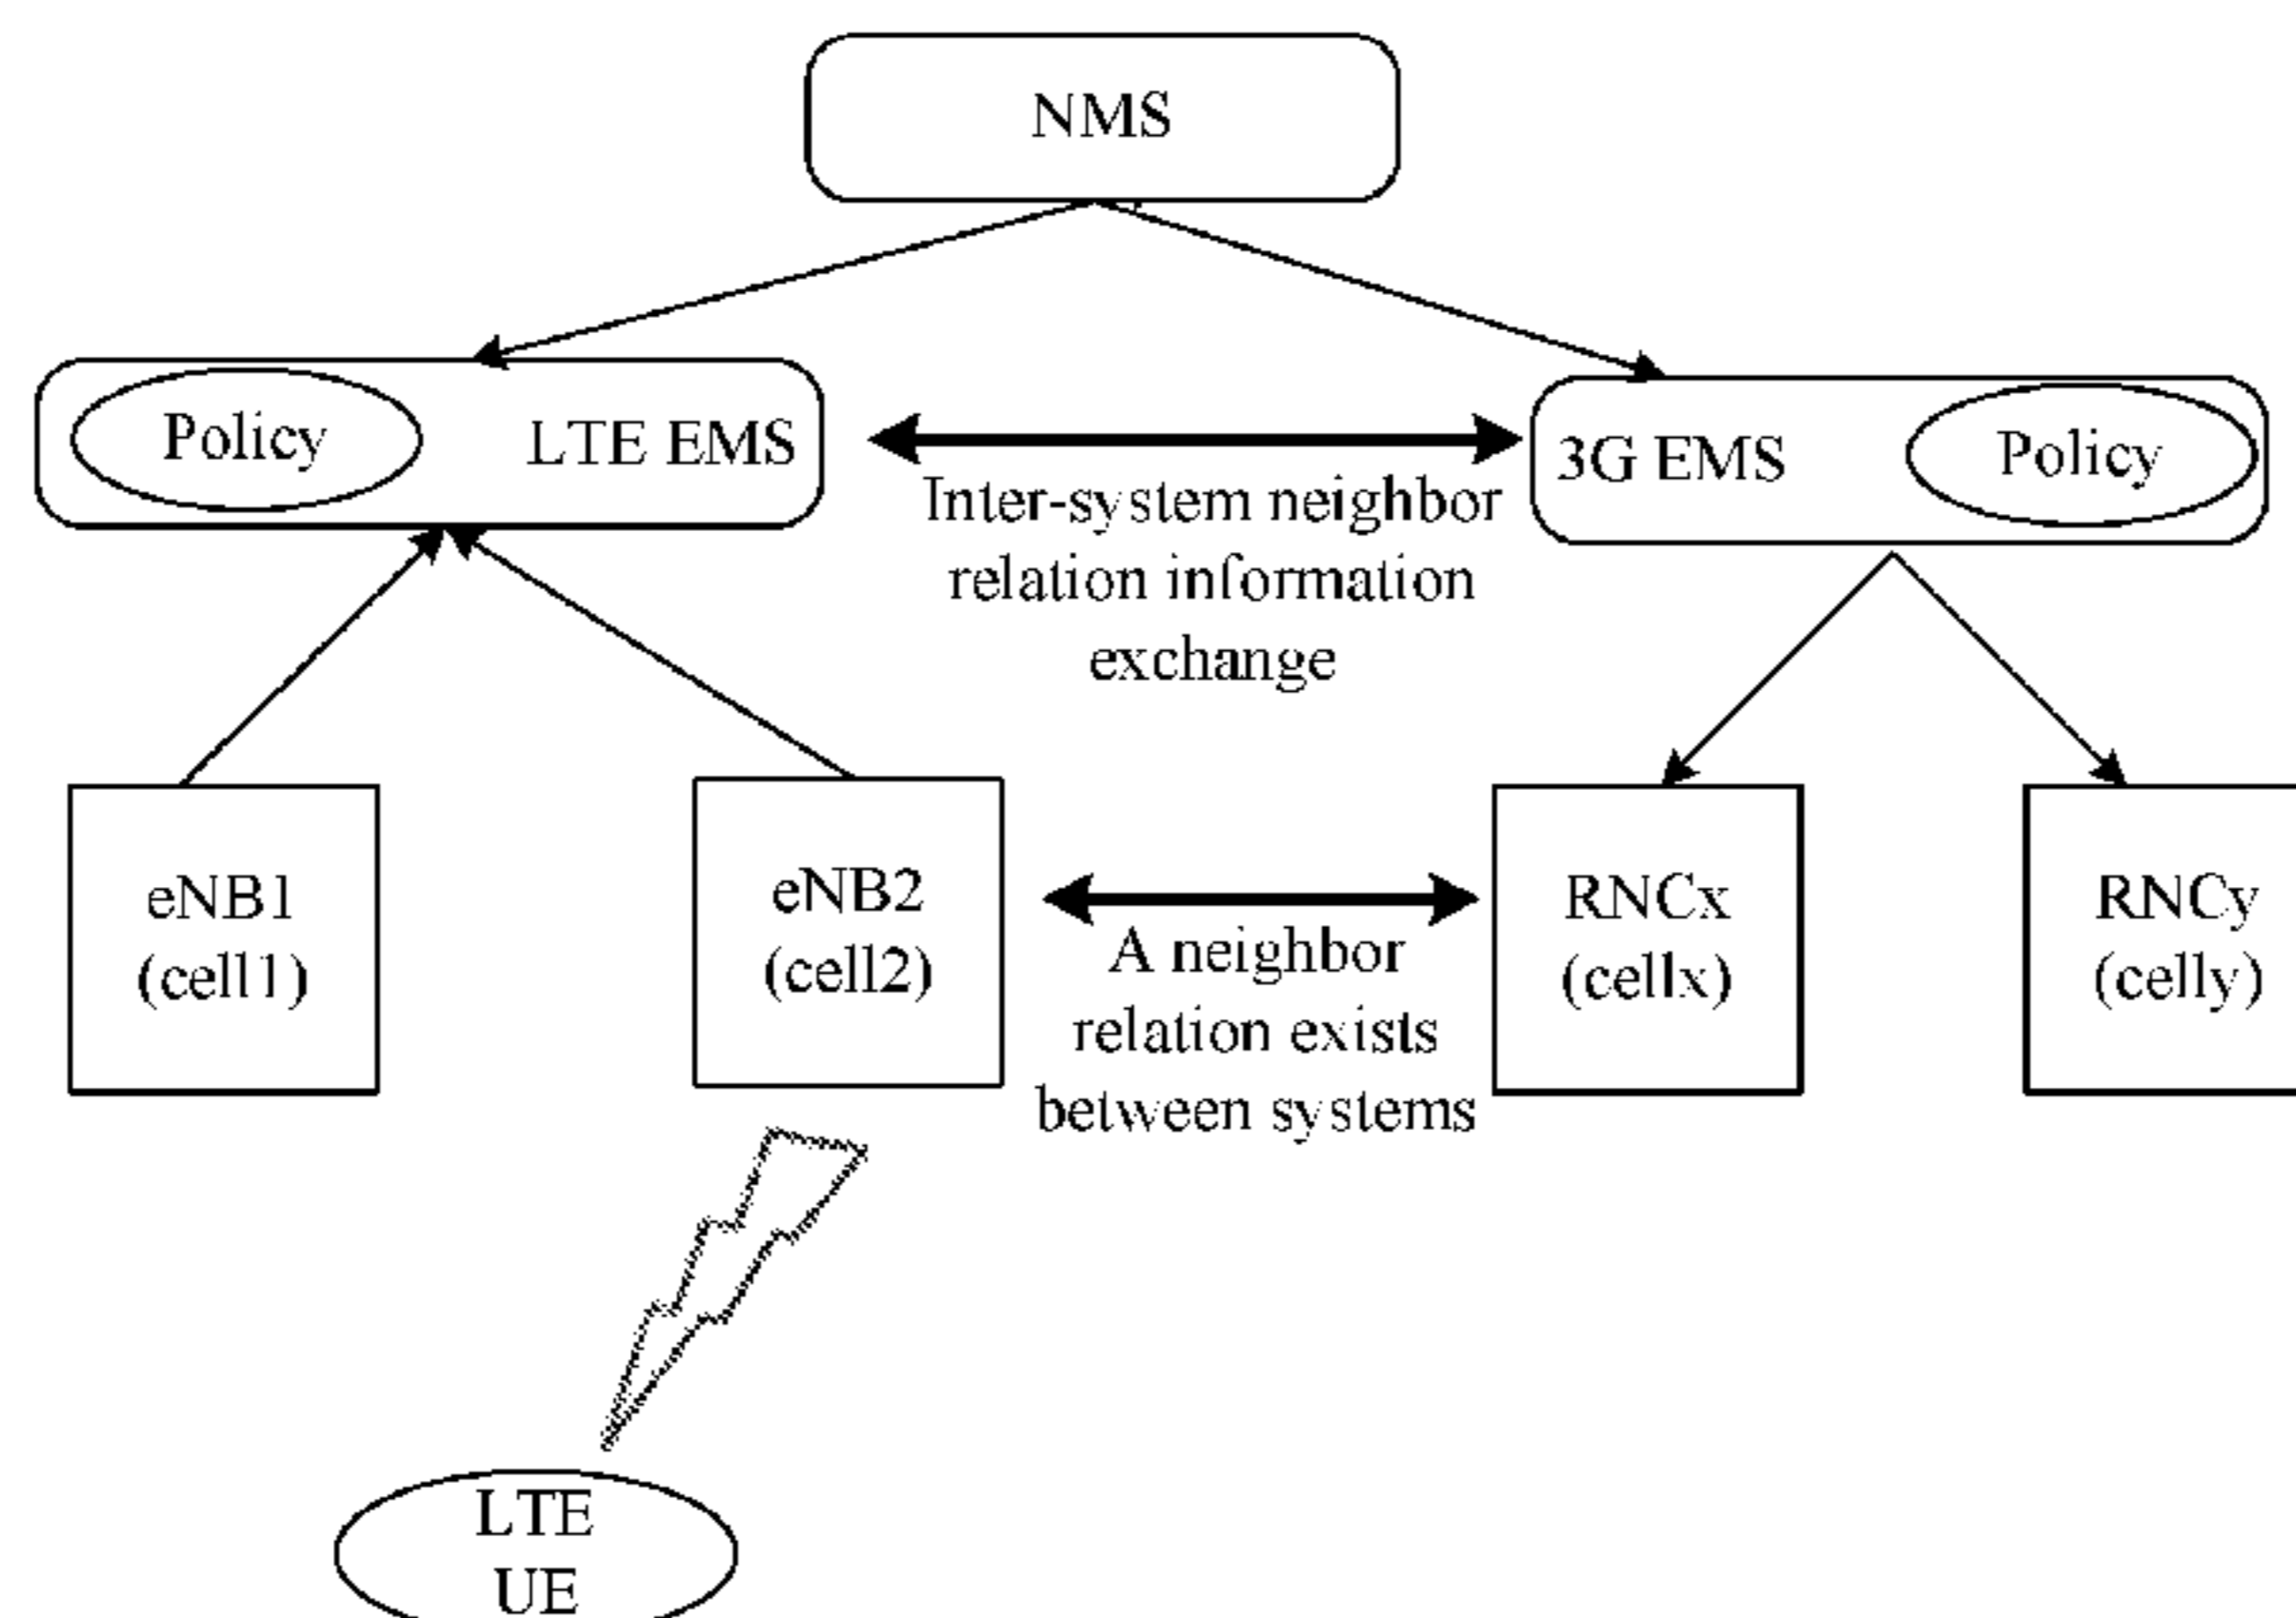 NMS
Policy
LTE EMS
3G EMS
Policy
Inter-system neighbor
relation information
exchange
eNB1
(cell1)
eNB2
(cell2)
A neighbor
relation exists
between systems
RNCx
(cellx)
RNCy
(celly)
LTE
UE